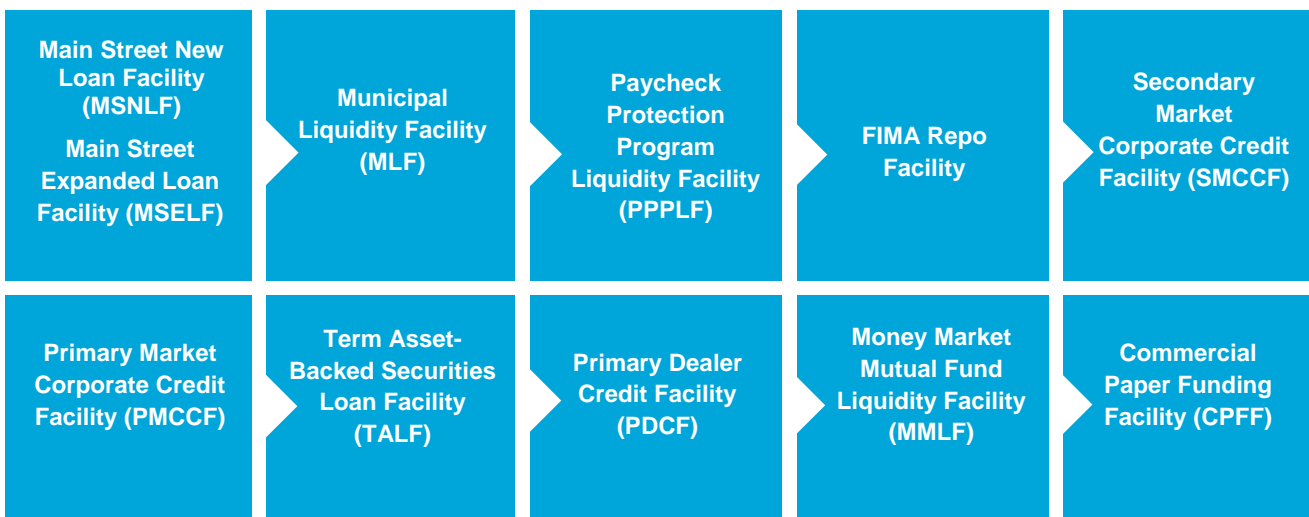 Main Street New
Loan Facility
(MSNLF)
Main Street
Expanded Loan
Facility (MSELF)
Municipal
Liquidity Facility
(MLF)
Paycheck
Protection
Program
Liquidity Facility
(PPPLF)
FIMA Repo
Facility
Secondary
Market
Corporate Credit
Facility (SMCCF)
Primary Market
Corporate Credit
Facility (PMCCF)
Term Asset-
Backed Securities
Loan Facility
(TALF)
Primary Dealer
Credit Facility
(PDCF)
Money Market
Mutual Fund
Liquidity Facility
(MMLF)
Commercial
Paper Funding
Facility (CPFF)